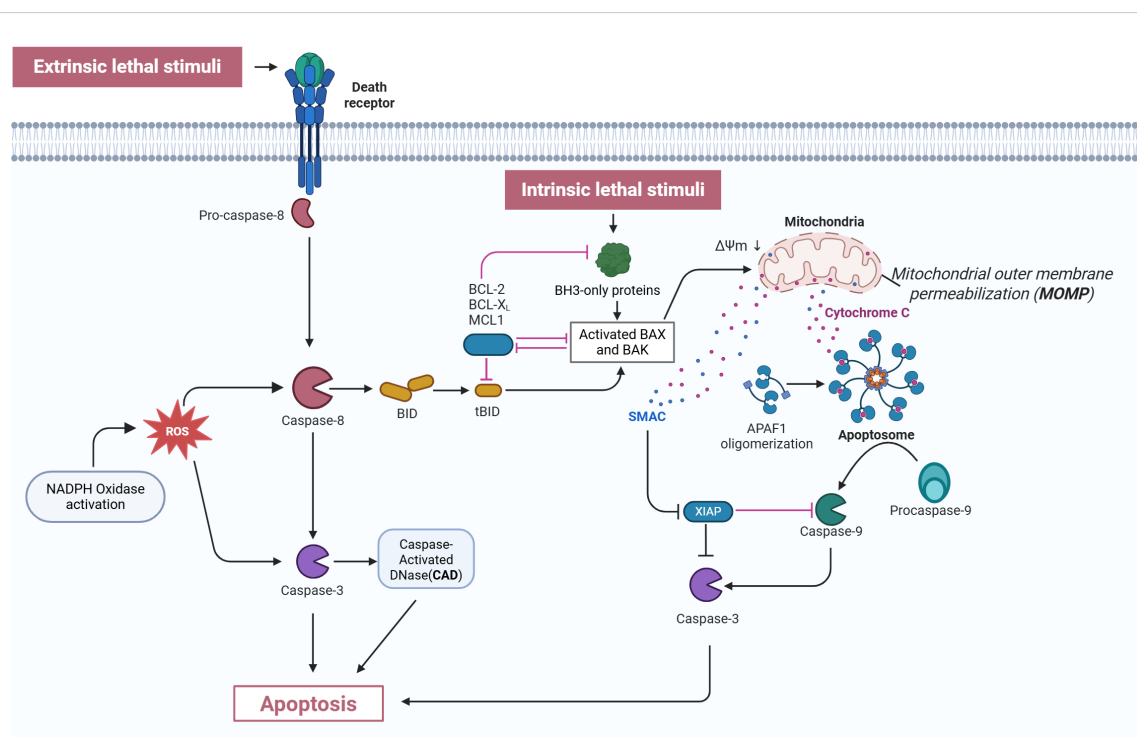 Extrinsic lethal stimuli
Death
receptor
Intrinsic lethal stimuli
Pro-caspase-8
Mitochondria
ΔΨm ↓
Mitochondrial outer membrane
permeabilization (MOMP)
BCL-2
BCL-XL
MCL1
BH3-only proteins
Cytochrome C
Activated BAX
and BAK
Caspase-8
BID
tBID
SMAC
APAF1
oligomerization
Apoptosome
ROS
NADPH Oxidase
activation
Procaspase-9
XIAP
Caspase-9
Caspase-
Activated
DNase(CAD)
Caspase-3
Caspase-3
Apoptosis